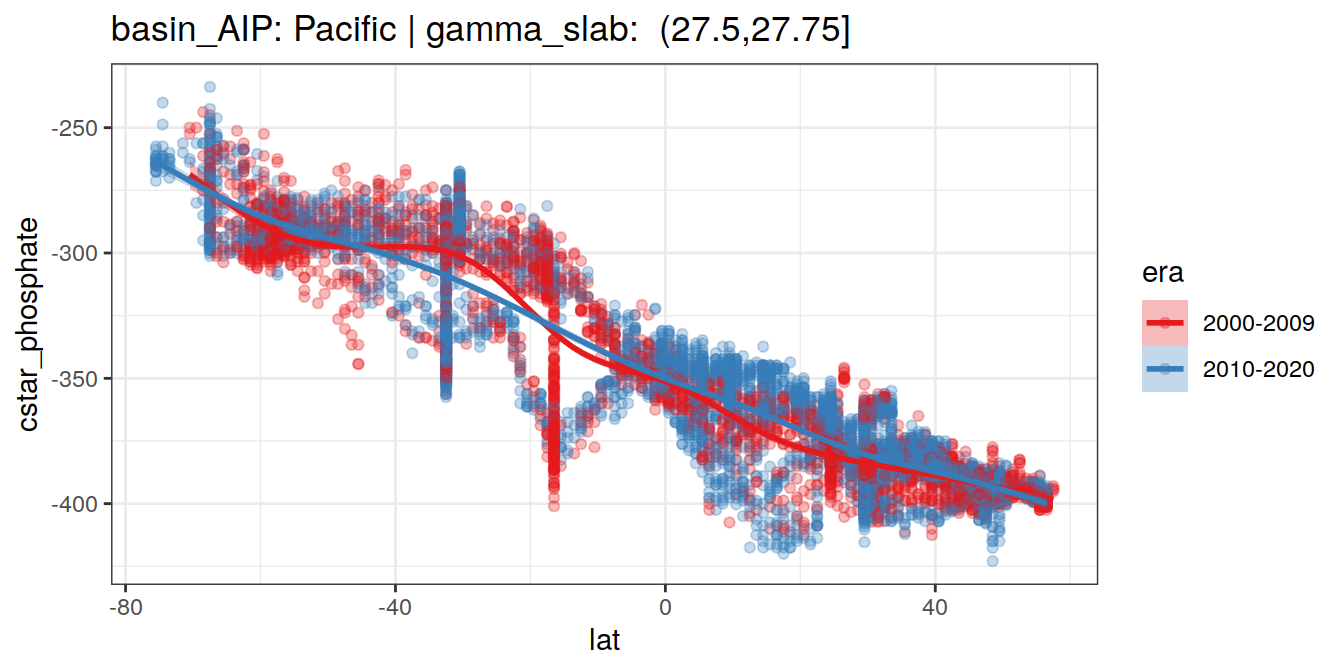 basin_AIP: Pacific | gamma_slab:  (27.5,27.75]
-250
-300
-350
-400
cstar_phosphate
-80
-40
0
40
lat
era
2000-2009
2010-2020